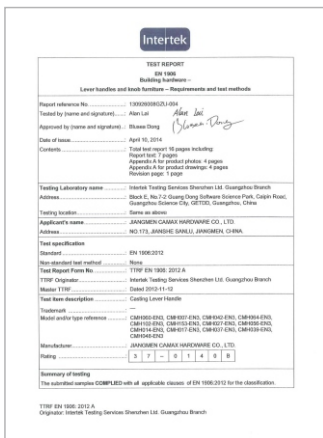 Intertek
TEST REPORT
EN 1906
Building hardware –
Lever handles and knob furniture – Requirements and test methods
Report reference No. : 130926008GZU-004
Tested by (name and signature) : Alan Lai Alan Lai
Approved by (name and signature) : Bluwa Dong
Date of issue : April 10, 2014
Contents : Total test report 16 pages including:
Report text: 7 pages
Appendix A for product photos: 4 pages
Appendix A for product drawings: 4 pages
Revision page: 1 page
Testing Laboratory name : Intertek Testing Services Shenzhen Ltd. Guangzhou Branch
Address : Block E, No.7-2 Guang Dong Software Science Park, Caipin Road,
Guangzhou Science City, GETDD, Guangzhou, China
Testing location : Same as above
Applicant's name : JIANGMEN CAMAX HARDWARE CO., LTD.
Address : NO.173, JIANSHE SANLU, JIANGMEN, CHINA.
Test specification
Standard : EN 1906:2012
Non-standard test method : None
Test Report Form No : TTRF EN 1906: 2012 A
TTRF Originator : Intertek Testing Services Shenzhen Ltd. Guangzhou Branch
Master TTRF : Dated 2012-11-12
Test item description : Casting Lever Handle
Trademark : ---
Model and/or type reference :
Manufacturer : JIANGMEN CAMAX HARDWARE CO., LTD.
Rating : 3 7 – 0 1 4 0 B
Summary of testing
The submitted samples COMPLIED with all applicable clauses of EN 1906:2012 for the classification.
TTRF EN 1906: 2012 A
Originator: Intertek Testing Services Shenzhen Ltd. Guangzhou Branch